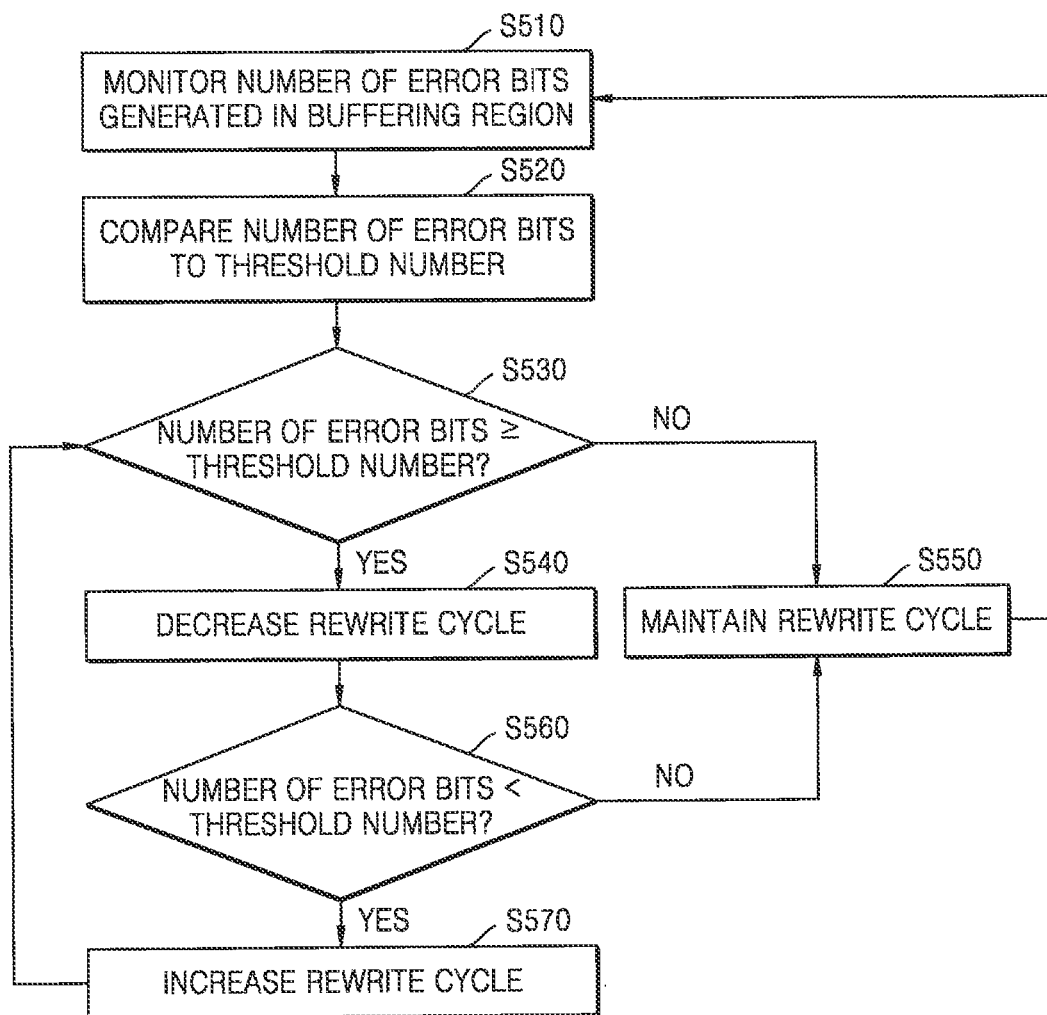 S510
MONITOR NUMBER OF ERROR BITS
GENERATED IN BUFFERING REGION
S520
COMPARE NUMBER OF ERROR BITS
TO THRESHOLD NUMBER
S530
NUMBER OF ERROR BITS ≥
THRESHOLD NUMBER?
NO
YES
S540
DECREASE REWRITE CYCLE
S550
MAINTAIN REWRITE CYCLE
S560
NUMBER OF ERROR BITS <
THRESHOLD NUMBER?
NO
YES
S570
INCREASE REWRITE CYCLE